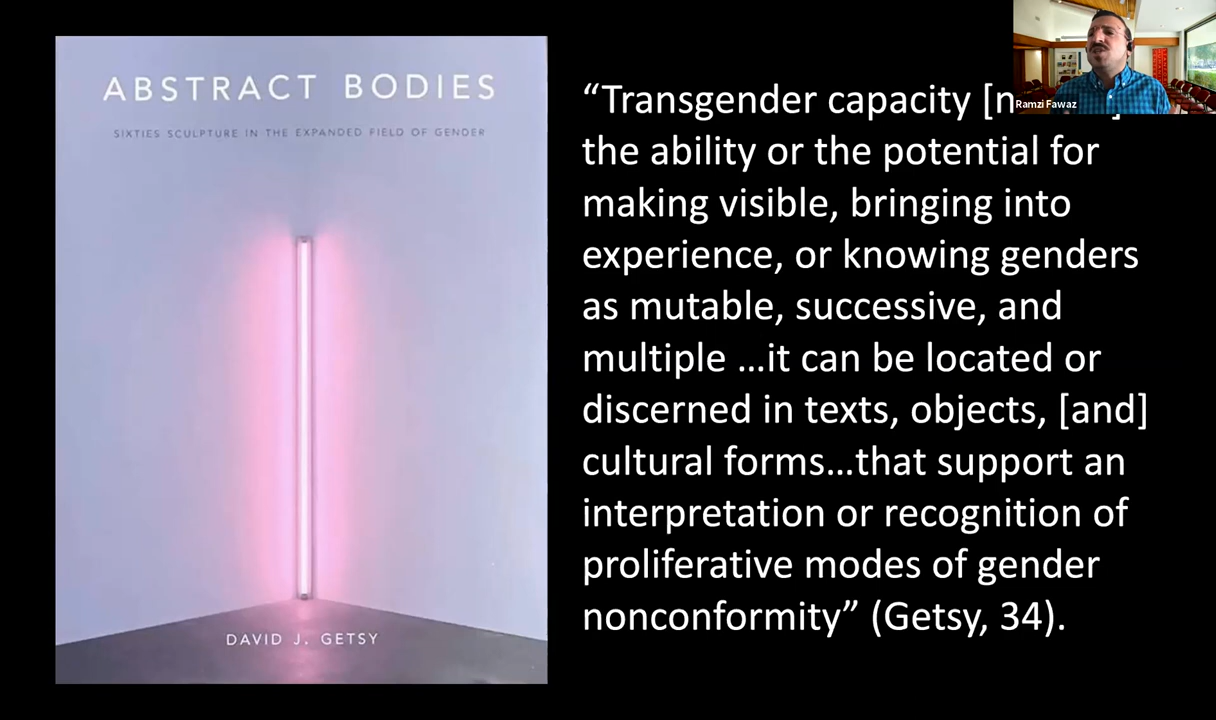 ABSTRACT BODIES
SIXTIES SCULPTURE IN THE EXPANDED FIELD OF GENDER
DAVID J. GETSY
“Transgender capacity [n
the ability or the potential for
making visible, bringing into
experience, or knowing genders
as mutable, successive, and
multiple …it can be located or
discerned in texts, objects, [and]
cultural forms…that support an
interpretation or recognition of
proliferative modes of gender
nonconformity” (Getsy, 34).
Ramzi Fawaz